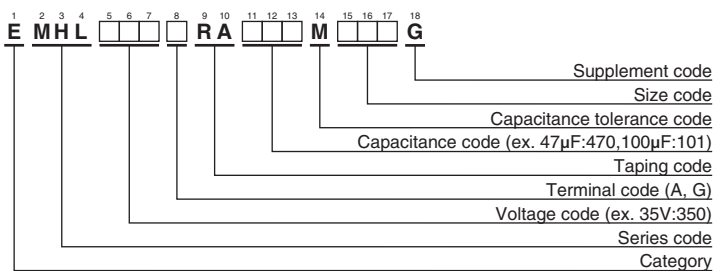 1 2 3 4 5 6 7 8 9 10 11 12 13 14 15 16 17 18
E MHL □□□ □ RA □□□ M □□□ G
Supplement code
Size code
Capacitance tolerance code
Capacitance code (ex. 47µF:470,100µF:101)
Taping code
Terminal code (A, G)
Voltage code (ex. 35V:350)
Series code
Category